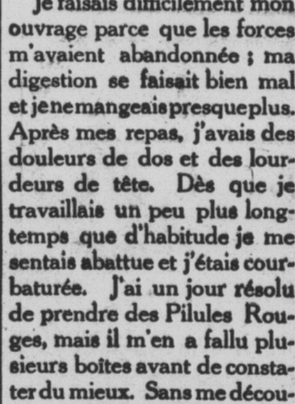 Je faisais difficilement mon
ouvrage parce que les forces
m'avaient abandonnée ; ma
digestion se faisait bien mal
et je ne mangeais presque plus.
Après mes repas, j'avais des
douleurs de dos et des lour-
deurs de tête. Dès que je
travaillais un peu plus long-
temps que d'habitude je me
sentais abattue et j'étais cour-
baturée. J'ai un jour résolu
de prendre des Pilules Rou-
ges, mais il m'en a fallu plu-
sieurs boîtes avant de consta-
ter du mieux. Sans me décou-